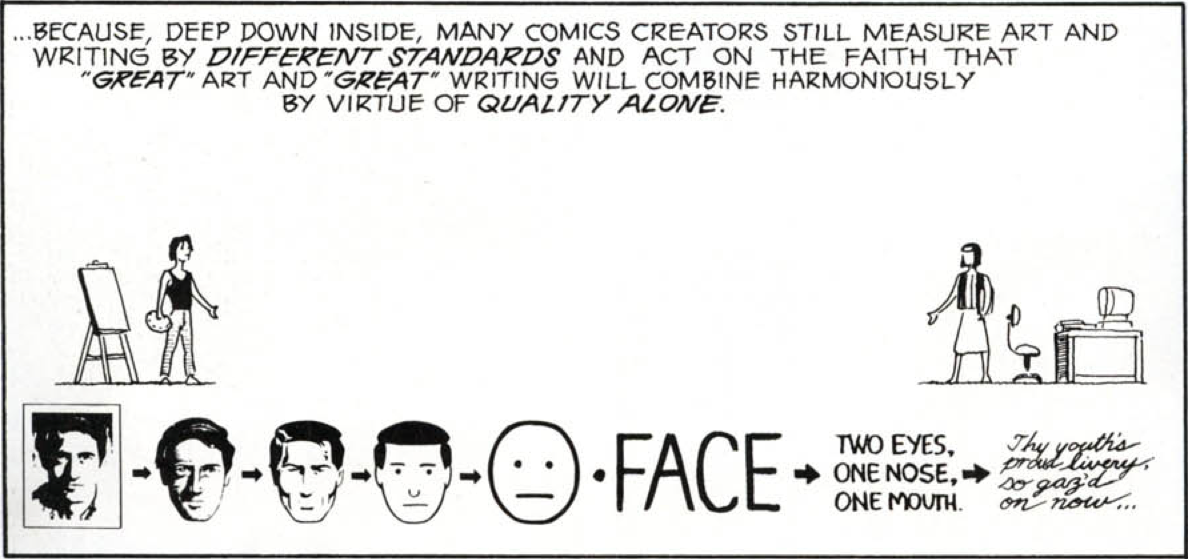 ...BECAUSE, DEEP DOWN INSIDE, MANY COMICS CREATORS STILL MEASURE ART AND
WRITING BY DIFFERENT STANDARDS AND ACT ON THE FAITH THAT
"GREAT" ART AND "GREAT" WRITING WILL COMBINE HARMONIOUSLY
BY VIRTUE OF QUALITY ALONE.
FACE
TWO EYES,
ONE NOSE,
ONE MOUTH.
Thy youth's
proud livery,
so gaz'd
on now...